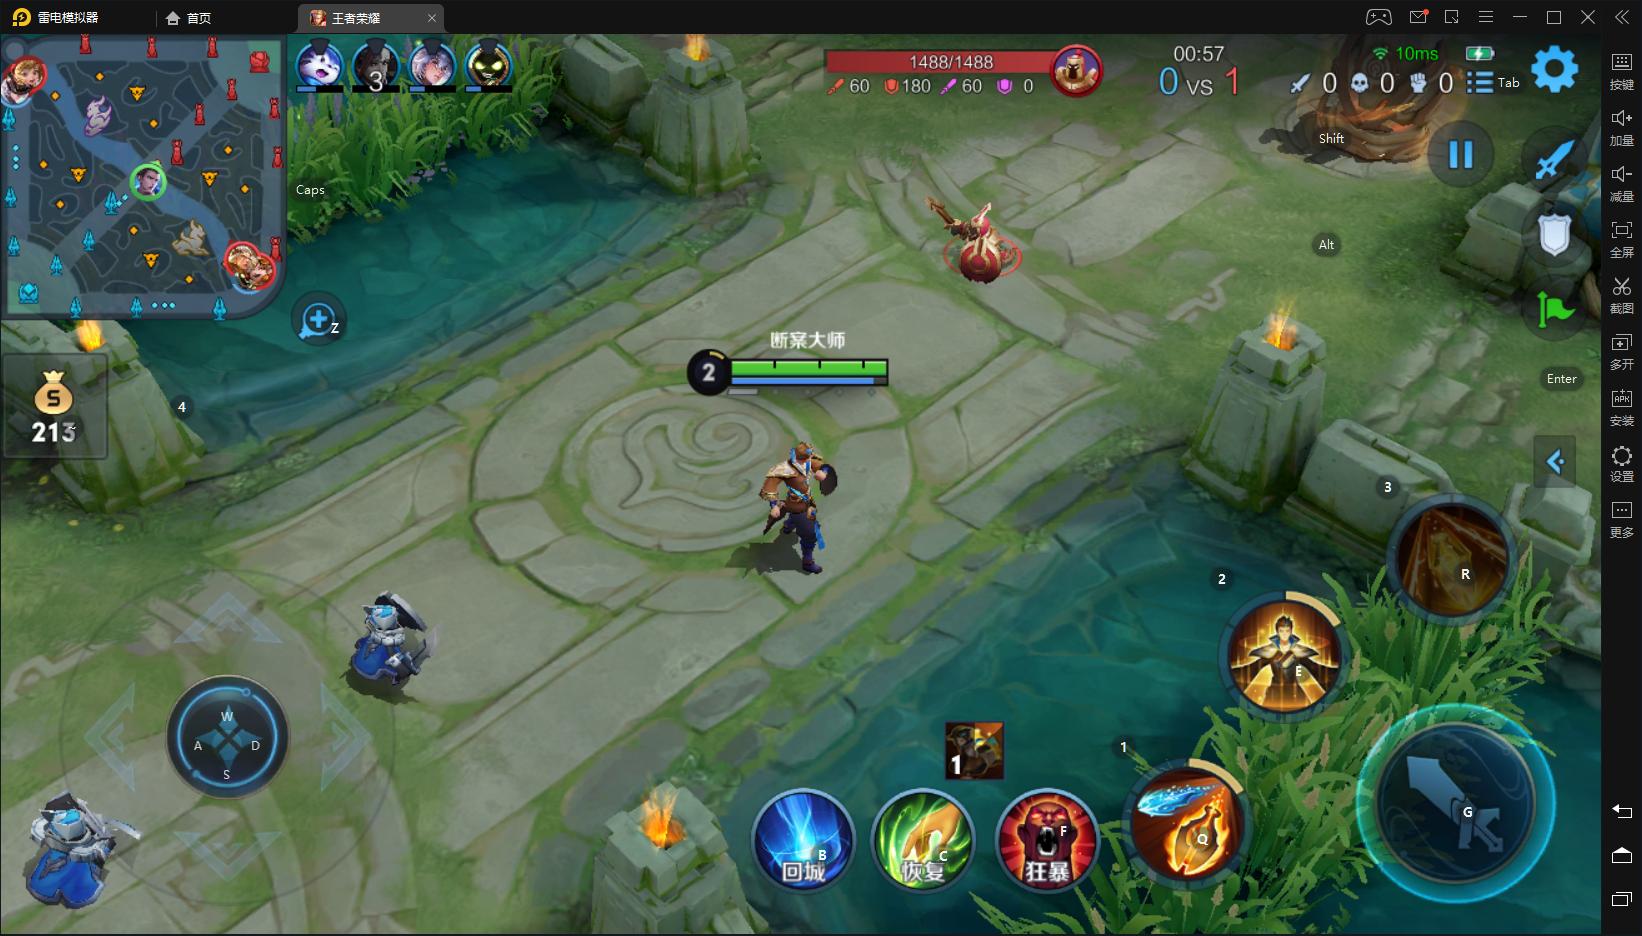 雷电模拟器
首页
王者荣耀
3
1488/1488
60
180
60
0
00:57
0 VS 1
10ms
0
0
0
Tab
Shift
Caps
Alt
Z
Enter
断案大师
2
S
4
3
R
2
E
W
A
D
S
1
1
B
回城
C
恢复
F
狂暴
Q
G
按键
加量
减量
全屏
截图
多开
APK
安装
设置
更多